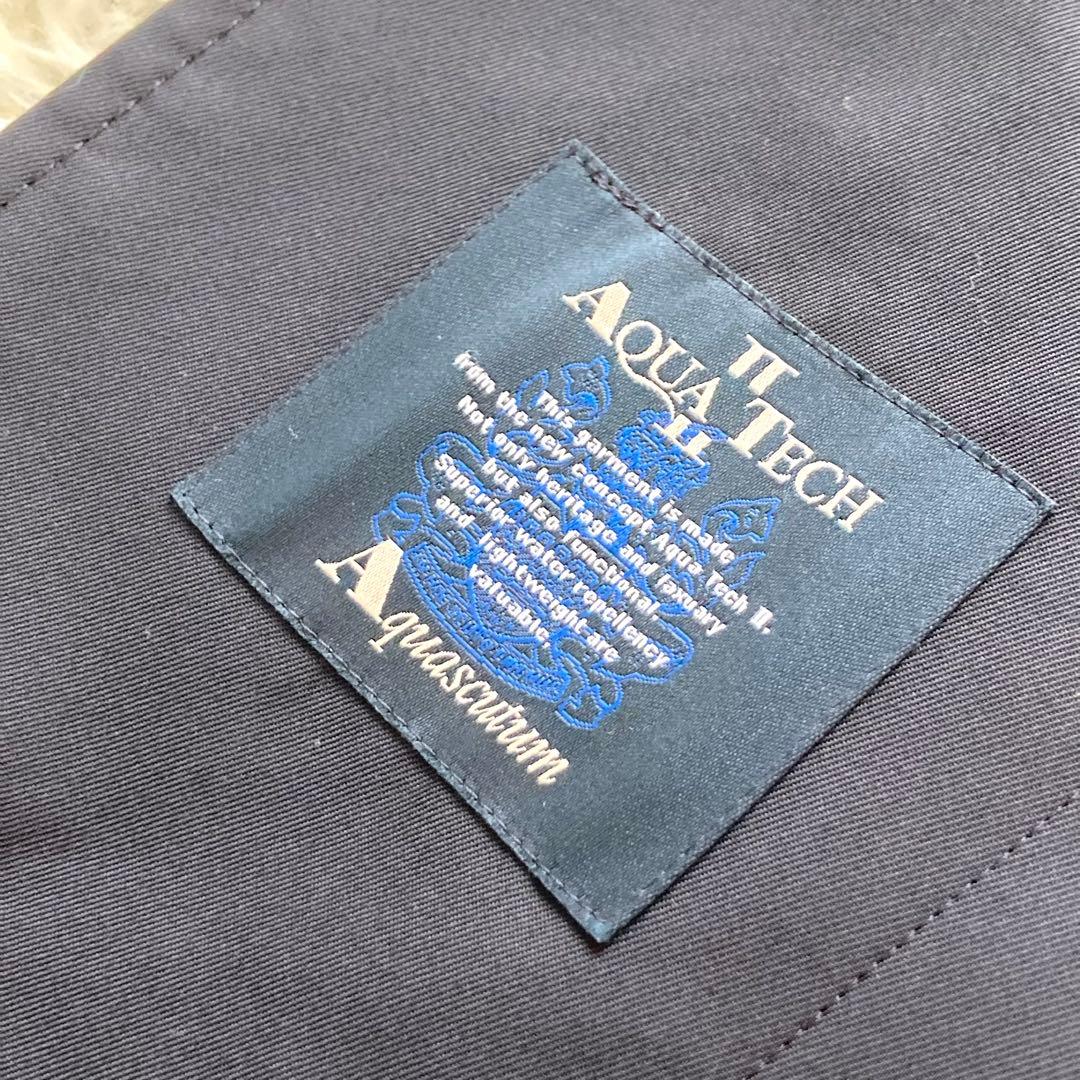 AQUA TECH
II
This garment is made
from the new concept, Aqua Tech II.
Not only heritage and luxury
but also functional.
Superior water repellency
and lightweight are
valuable.
Aquascutum